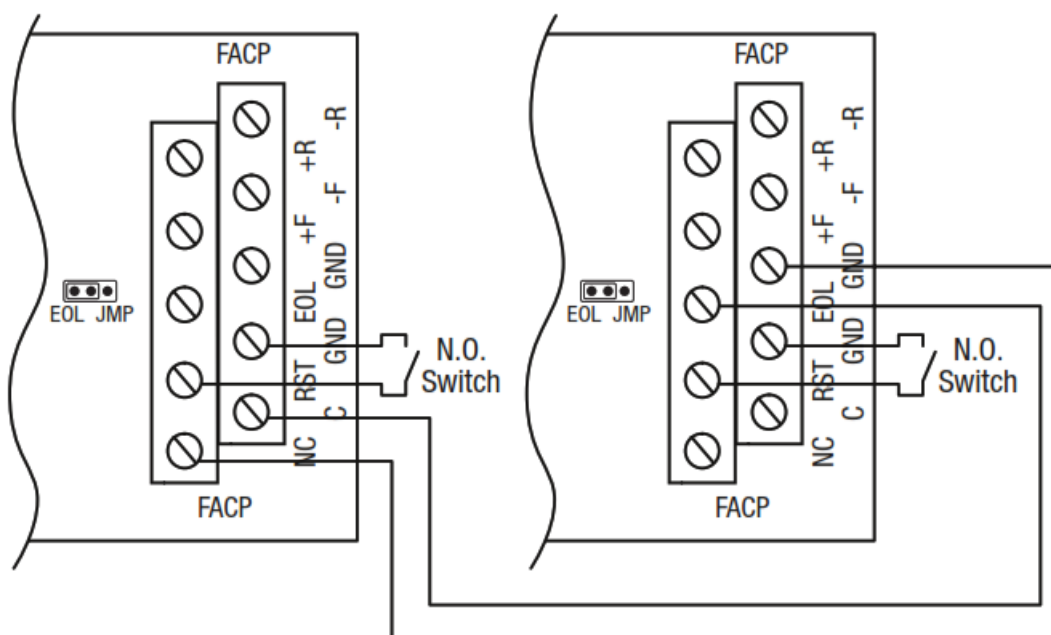 FACP
-R
+R
-F
+F
GND
EOL
GND
RST
C
NC
EOL JMP
N.O.
Switch
FACP
FACP
-R
+R
-F
+F
GND
EOL
GND
RST
C
NC
EOL JMP
N.O.
Switch
FACP